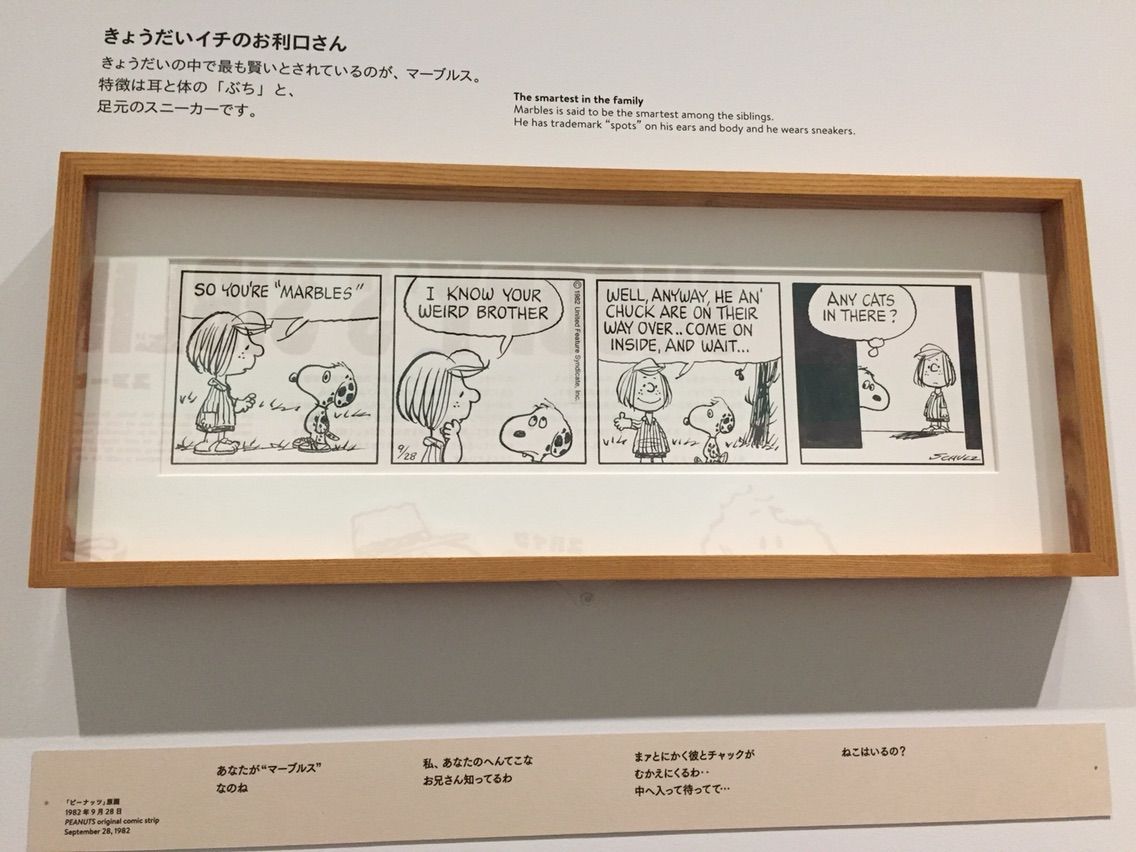 きょうだいイチのお利口さん
きょうだいの中で最も賢いとされているのが、マーブルス。
特徴は耳と体の「ぶち」と、
足元のスニーカーです。
The smartest in the family
Marbles is said to be the smartest among the siblings.
He has trademark “spots” on his ears and body and he wears sneakers.
SO YOU'RE "MARBLES"
I KNOW YOUR
WEIRD BROTHER
© 1982 United Feature Syndicate, Inc.
9/28
WELL, ANYWAY, HE AN'
CHUCK ARE ON THEIR
WAY OVER.. COME ON
INSIDE, AND WAIT...
ANY CATS
IN THERE?
SCHULZ
あなたが“マーブルス”
なのね
私、あなたのへんてこな
お兄さん知ってるわ
まァとにかく彼とチャックが
むかえにくるわ‥
中へ入って待ってて…
ねこはいるの？
「ピーナッツ」原画
1982年9月28日
PEANUTS original comic strip
September 28, 1982